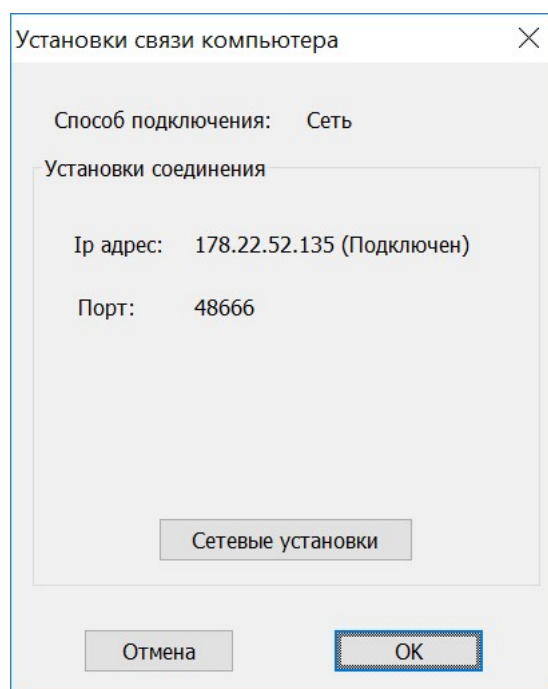 Установки связи компьютера
Способ подключения: Сеть
Установки соединения
Ip адрес: 178.22.52.135 (Подключен)
Порт: 48666
Сетевые установки
Отмена OK